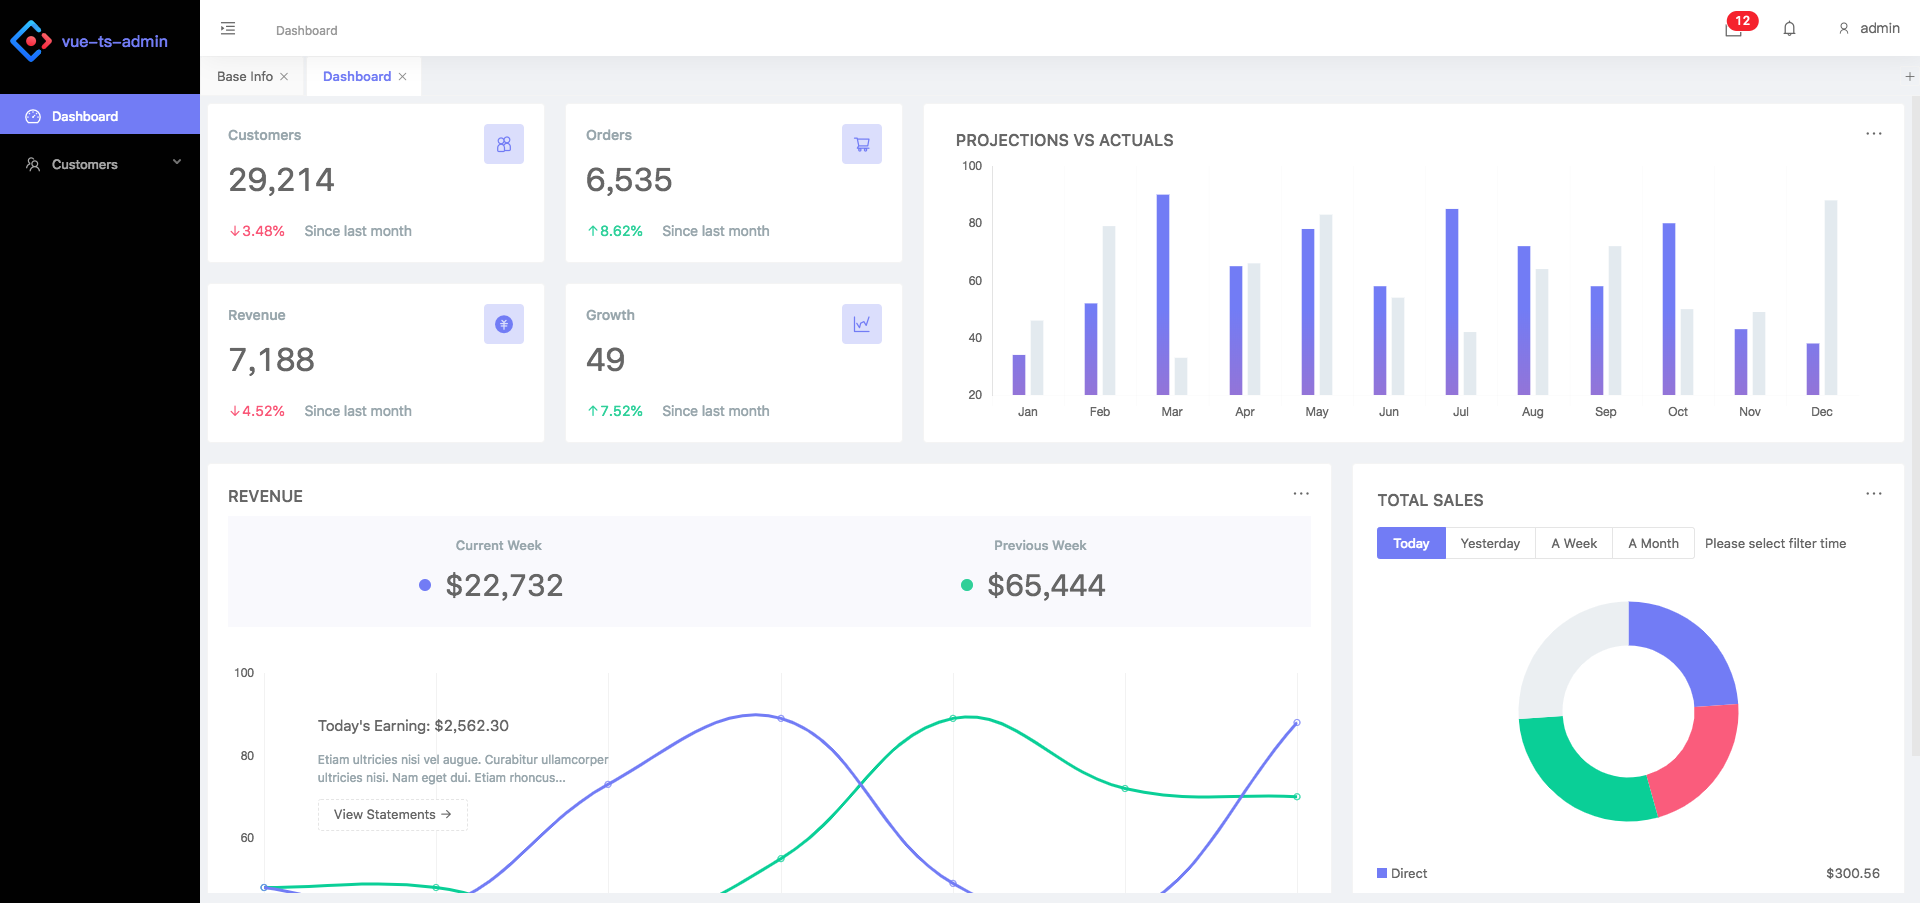 vue-ts-admin
Dashboard
Customers
Dashboard
12
admin
Base Info
Dashboard
Customers
29,214
↓3.48% Since last month
Orders
6,535
↑8.62% Since last month
Revenue
7,188
↓4.52% Since last month
Growth
49
↑7.52% Since last month
PROJECTIONS VS ACTUALS
100
80
60
40
20
Jan Feb Mar Apr May Jun Jul Aug Sep Oct Nov Dec
REVENUE
Current Week
$22,732
Previous Week
$65,444
100
80
60
Today's Earning: $2,562.30
Etiam ultricies nisi vel augue. Curabitur ullamcorper
ultricies nisi. Nam eget dui. Etiam rhoncus...
View Statements →
TOTAL SALES
Today Yesterday A Week A Month Please select filter time
Direct $300.56